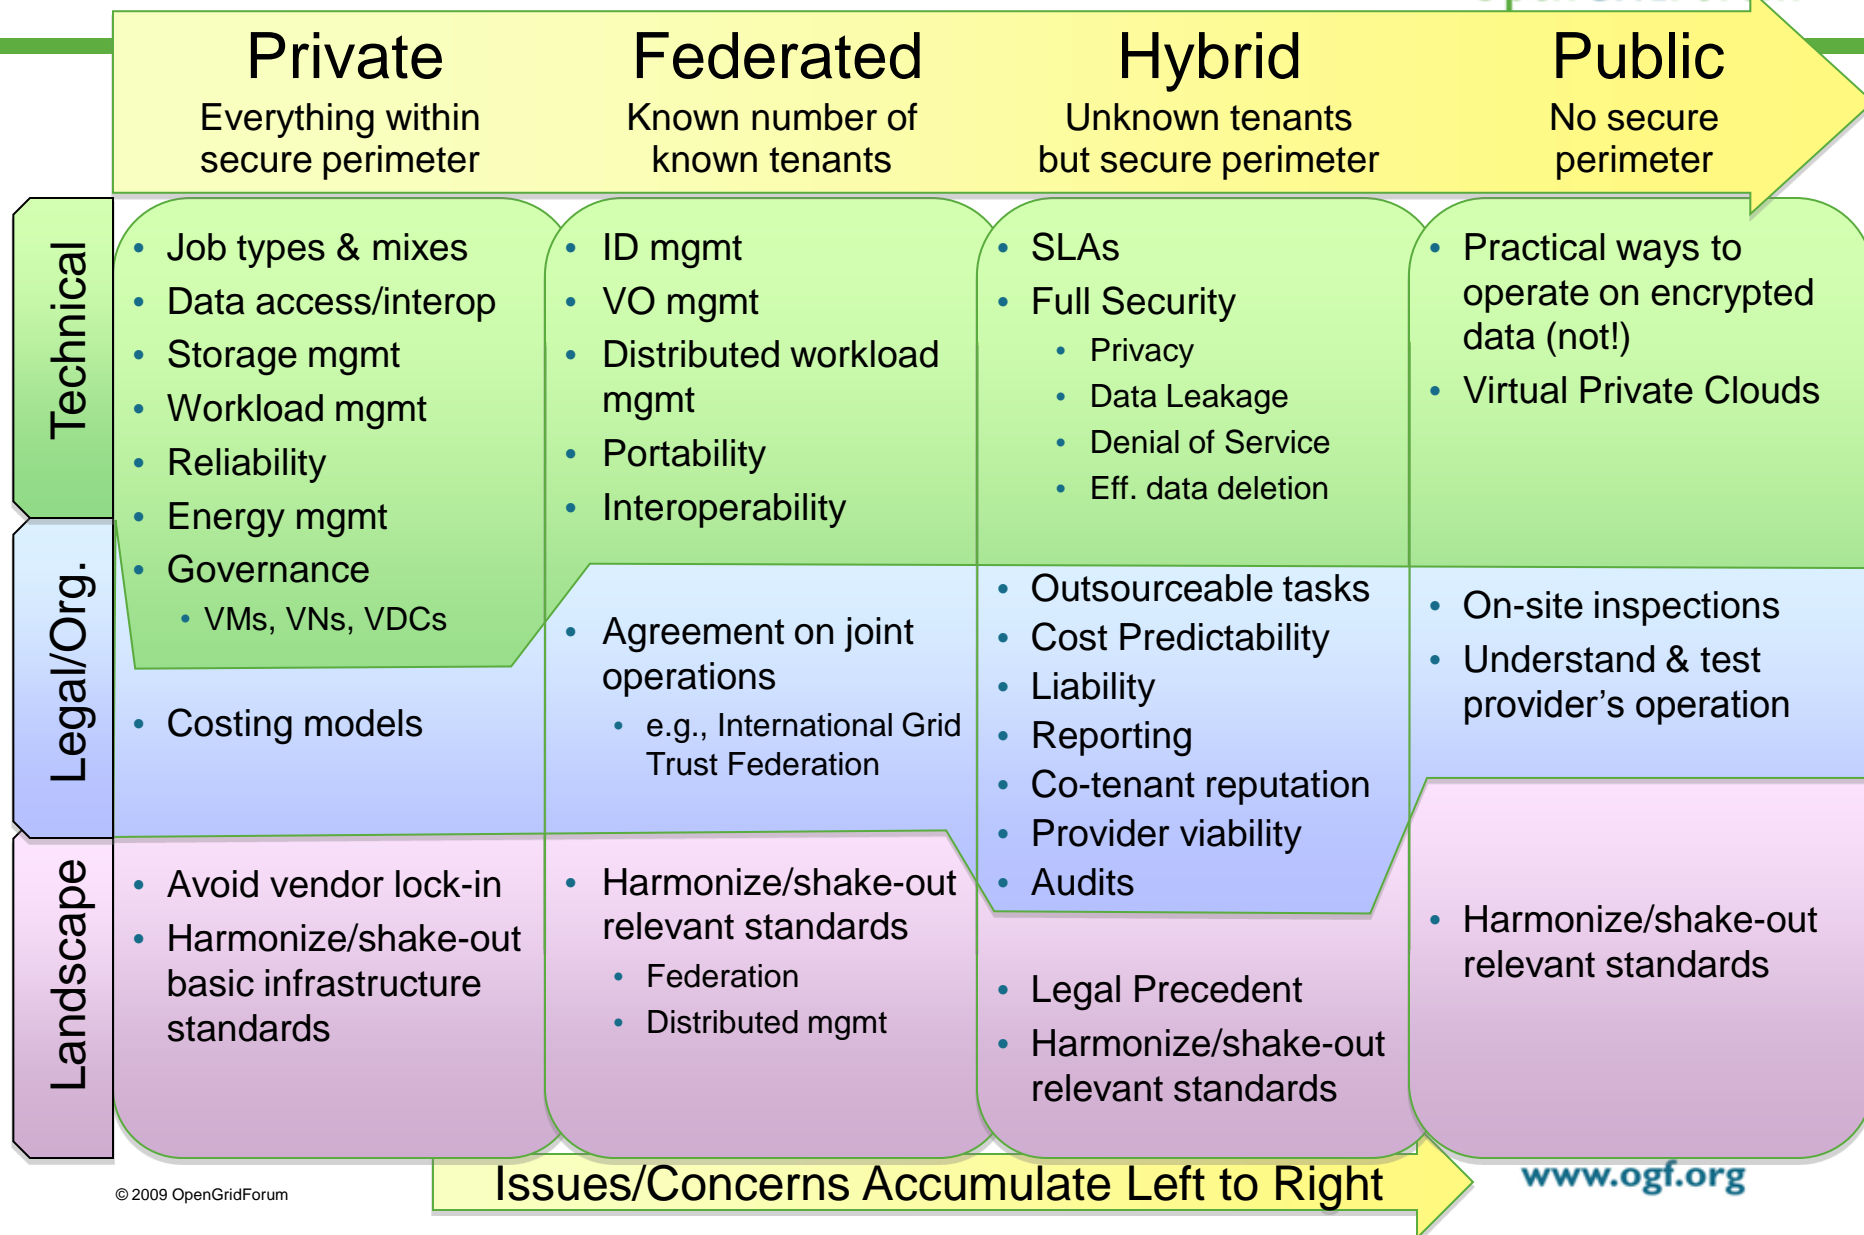 Private
Everything within
secure perimeter
Federated
Known number of
known tenants
Hybrid
Unknown tenants
but secure perimeter
Public
No secure
perimeter
Technical
• Job types & mixes
• Data access/interop
• Storage mgmt
• Workload mgmt
• Reliability
• Energy mgmt
• Governance
• VMs, VNs, VDCs
• ID mgmt
• VO mgmt
• Distributed workload
mgmt
• Portability
• Interoperability
• SLAs
• Full Security
• Privacy
• Data Leakage
• Denial of Service
• Eff. data deletion
• Practical ways to
operate on encrypted
data (not!)
• Virtual Private Clouds
Legal/Org.
• Costing models
• Agreement on joint
operations
• e.g., International Grid
Trust Federation
• Outsourceable tasks
• Cost Predictability
• Liability
• Reporting
• Co-tenant reputation
• Provider viability
• Audits
• On-site inspections
• Understand & test
provider’s operation
Landscape
• Avoid vendor lock-in
• Harmonize/shake-out
basic infrastructure
standards
• Harmonize/shake-out
relevant standards
• Federation
• Distributed mgmt
• Legal Precedent
• Harmonize/shake-out
relevant standards
• Harmonize/shake-out
relevant standards
Issues/Concerns Accumulate Left to Right
© 2009 OpenGridForum
www.ogf.org